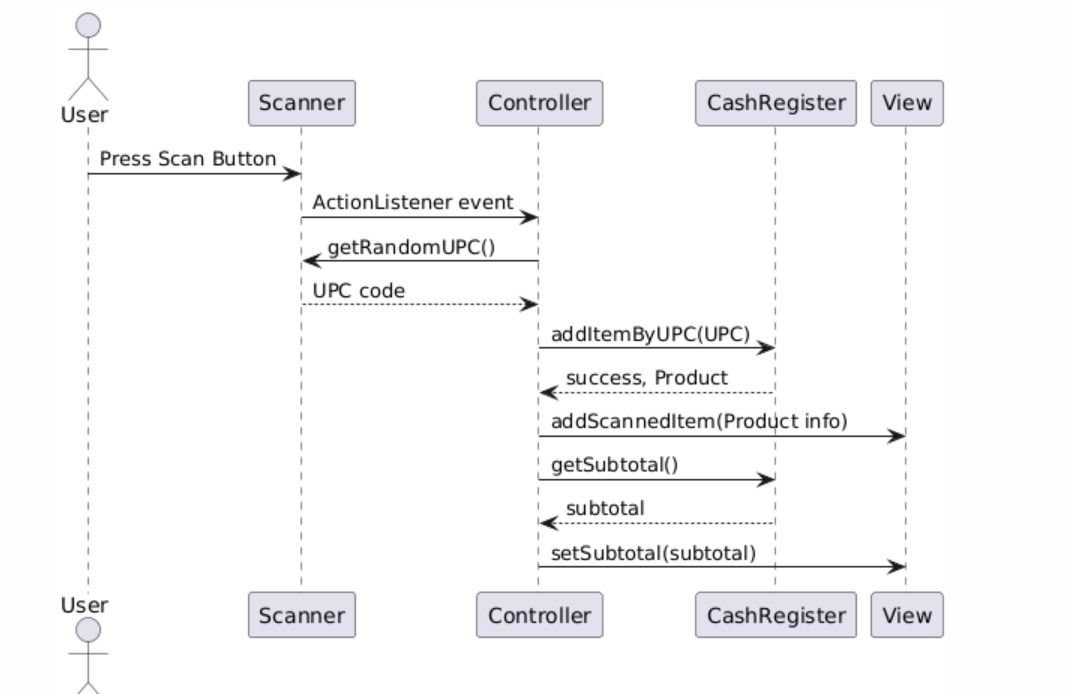 User
Scanner
Controller
CashRegister
View
Press Scan Button
ActionListener event
getRandomUPC()
UPC code
addItemByUPC(UPC)
success, Product
addScannedItem(Product info)
getSubtotal()
subtotal
setSubtotal(subtotal)
User
Scanner
Controller
CashRegister
View